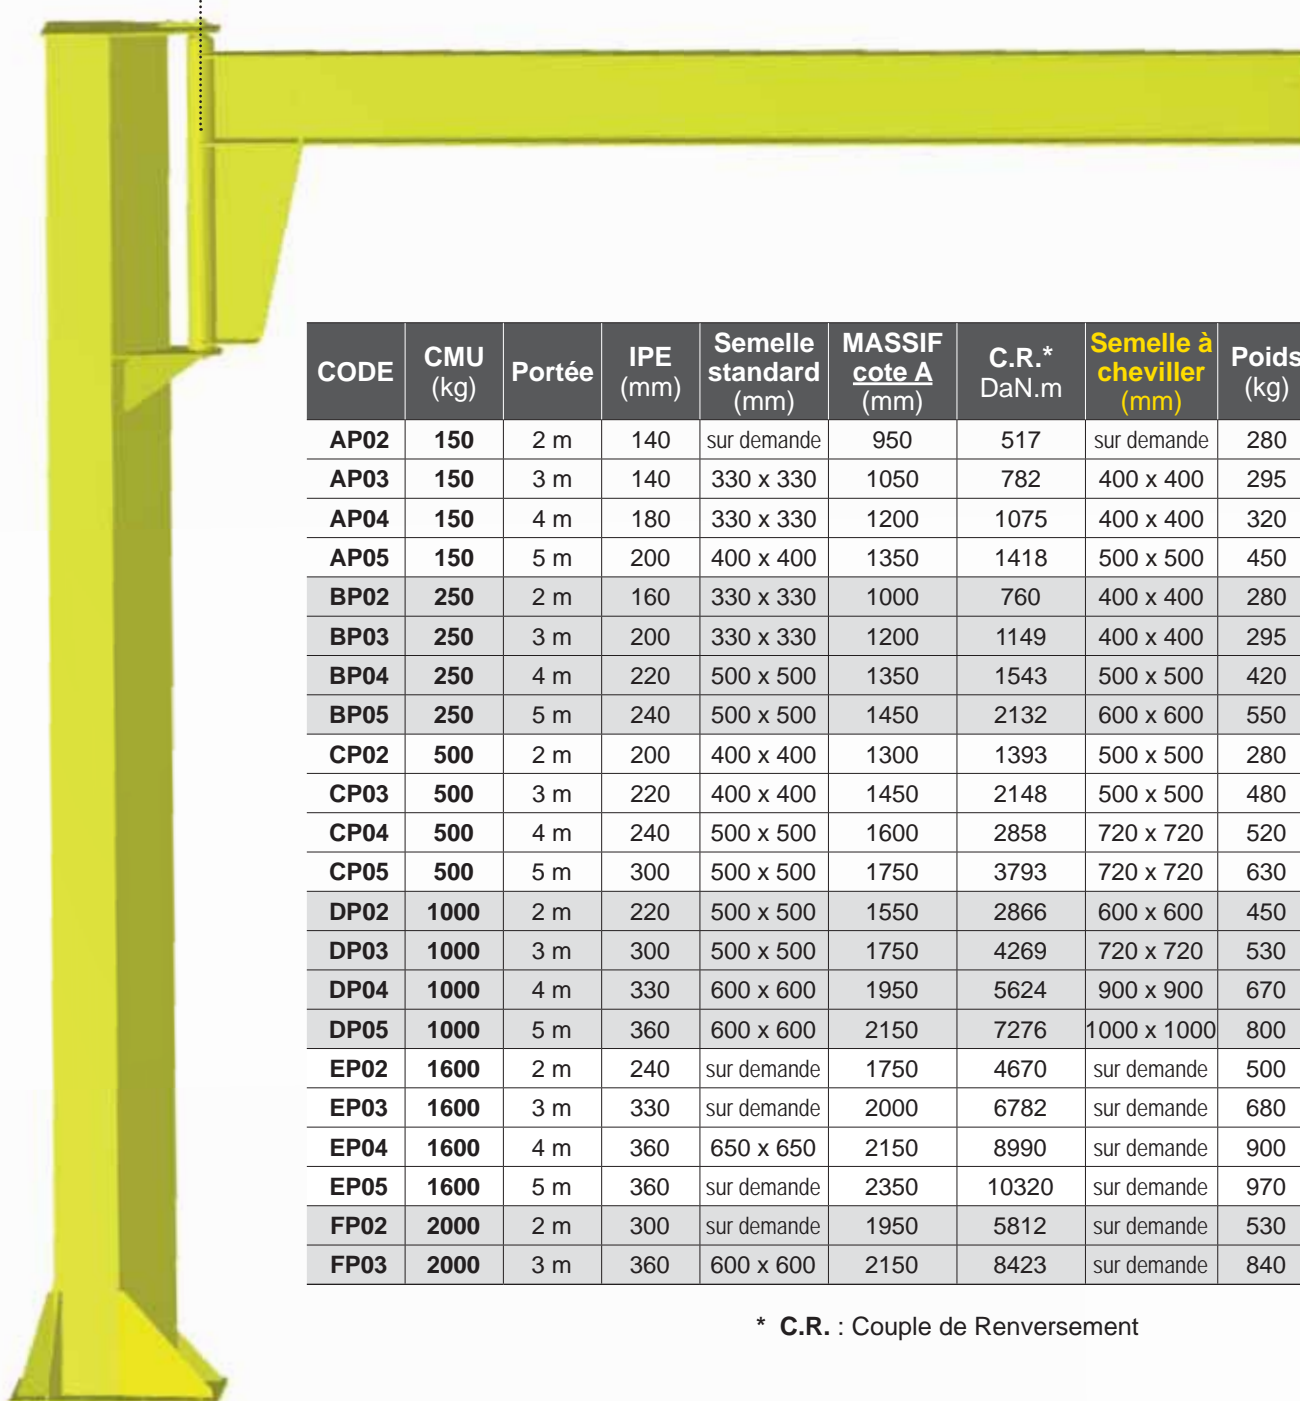 CODE CMU (kg) Portée IPE (mm) Semelle standard (mm) MASSIF cote A (mm) C.R.* DaN.m Semelle à cheviller (mm) Poids (kg)
AP02 150 2 m 140 sur demande 950 517 sur demande 280
AP03 150 3 m 140 330 x 330 1050 782 400 x 400 295
AP04 150 4 m 180 330 x 330 1200 1075 400 x 400 320
AP05 150 5 m 200 400 x 400 1350 1418 500 x 500 450
BP02 250 2 m 160 330 x 330 1000 760 400 x 400 280
BP03 250 3 m 200 330 x 330 1200 1149 400 x 400 295
BP04 250 4 m 220 500 x 500 1350 1543 500 x 500 420
BP05 250 5 m 240 500 x 500 1450 2132 600 x 600 550
CP02 500 2 m 200 400 x 400 1300 1393 500 x 500 280
CP03 500 3 m 220 400 x 400 1450 2148 500 x 500 480
CP04 500 4 m 240 500 x 500 1600 2858 720 x 720 520
CP05 500 5 m 300 500 x 500 1750 3793 720 x 720 630
DP02 1000 2 m 220 500 x 500 1550 2866 600 x 600 450
DP03 1000 3 m 300 500 x 500 1750 4269 720 x 720 530
DP04 1000 4 m 330 600 x 600 1950 5624 900 x 900 670
DP05 1000 5 m 360 600 x 600 2150 7276 1000 x 1000 800
EP02 1600 2 m 240 sur demande 1750 4670 sur demande 500
EP03 1600 3 m 330 sur demande 2000 6782 sur demande 680
EP04 1600 4 m 360 650 x 650 2150 8990 sur demande 900
EP05 1600 5 m 360 sur demande 2350 10320 sur demande 970
FP02 2000 2 m 300 sur demande 1950 5812 sur demande 530
FP03 2000 3 m 360 600 x 600 2150 8423 sur demande 840
* C.R. : Couple de Renversement